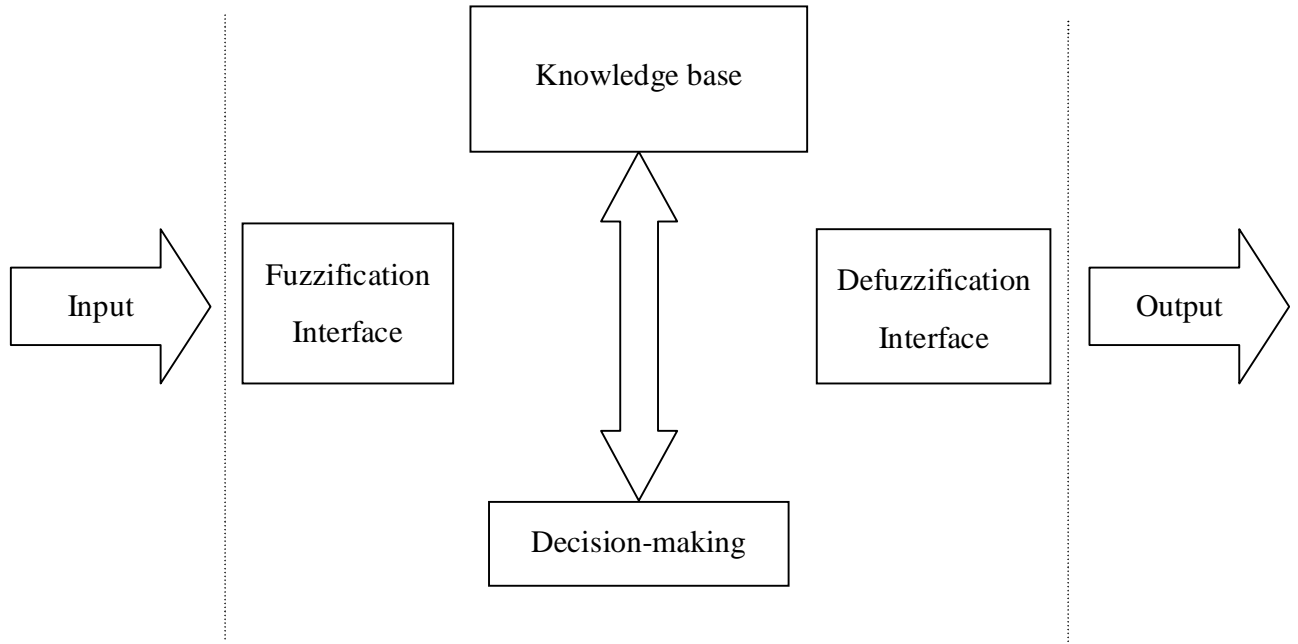 Knowledge base
Input
Fuzzification
Interface
Defuzzification
Interface
Output
Decision-making